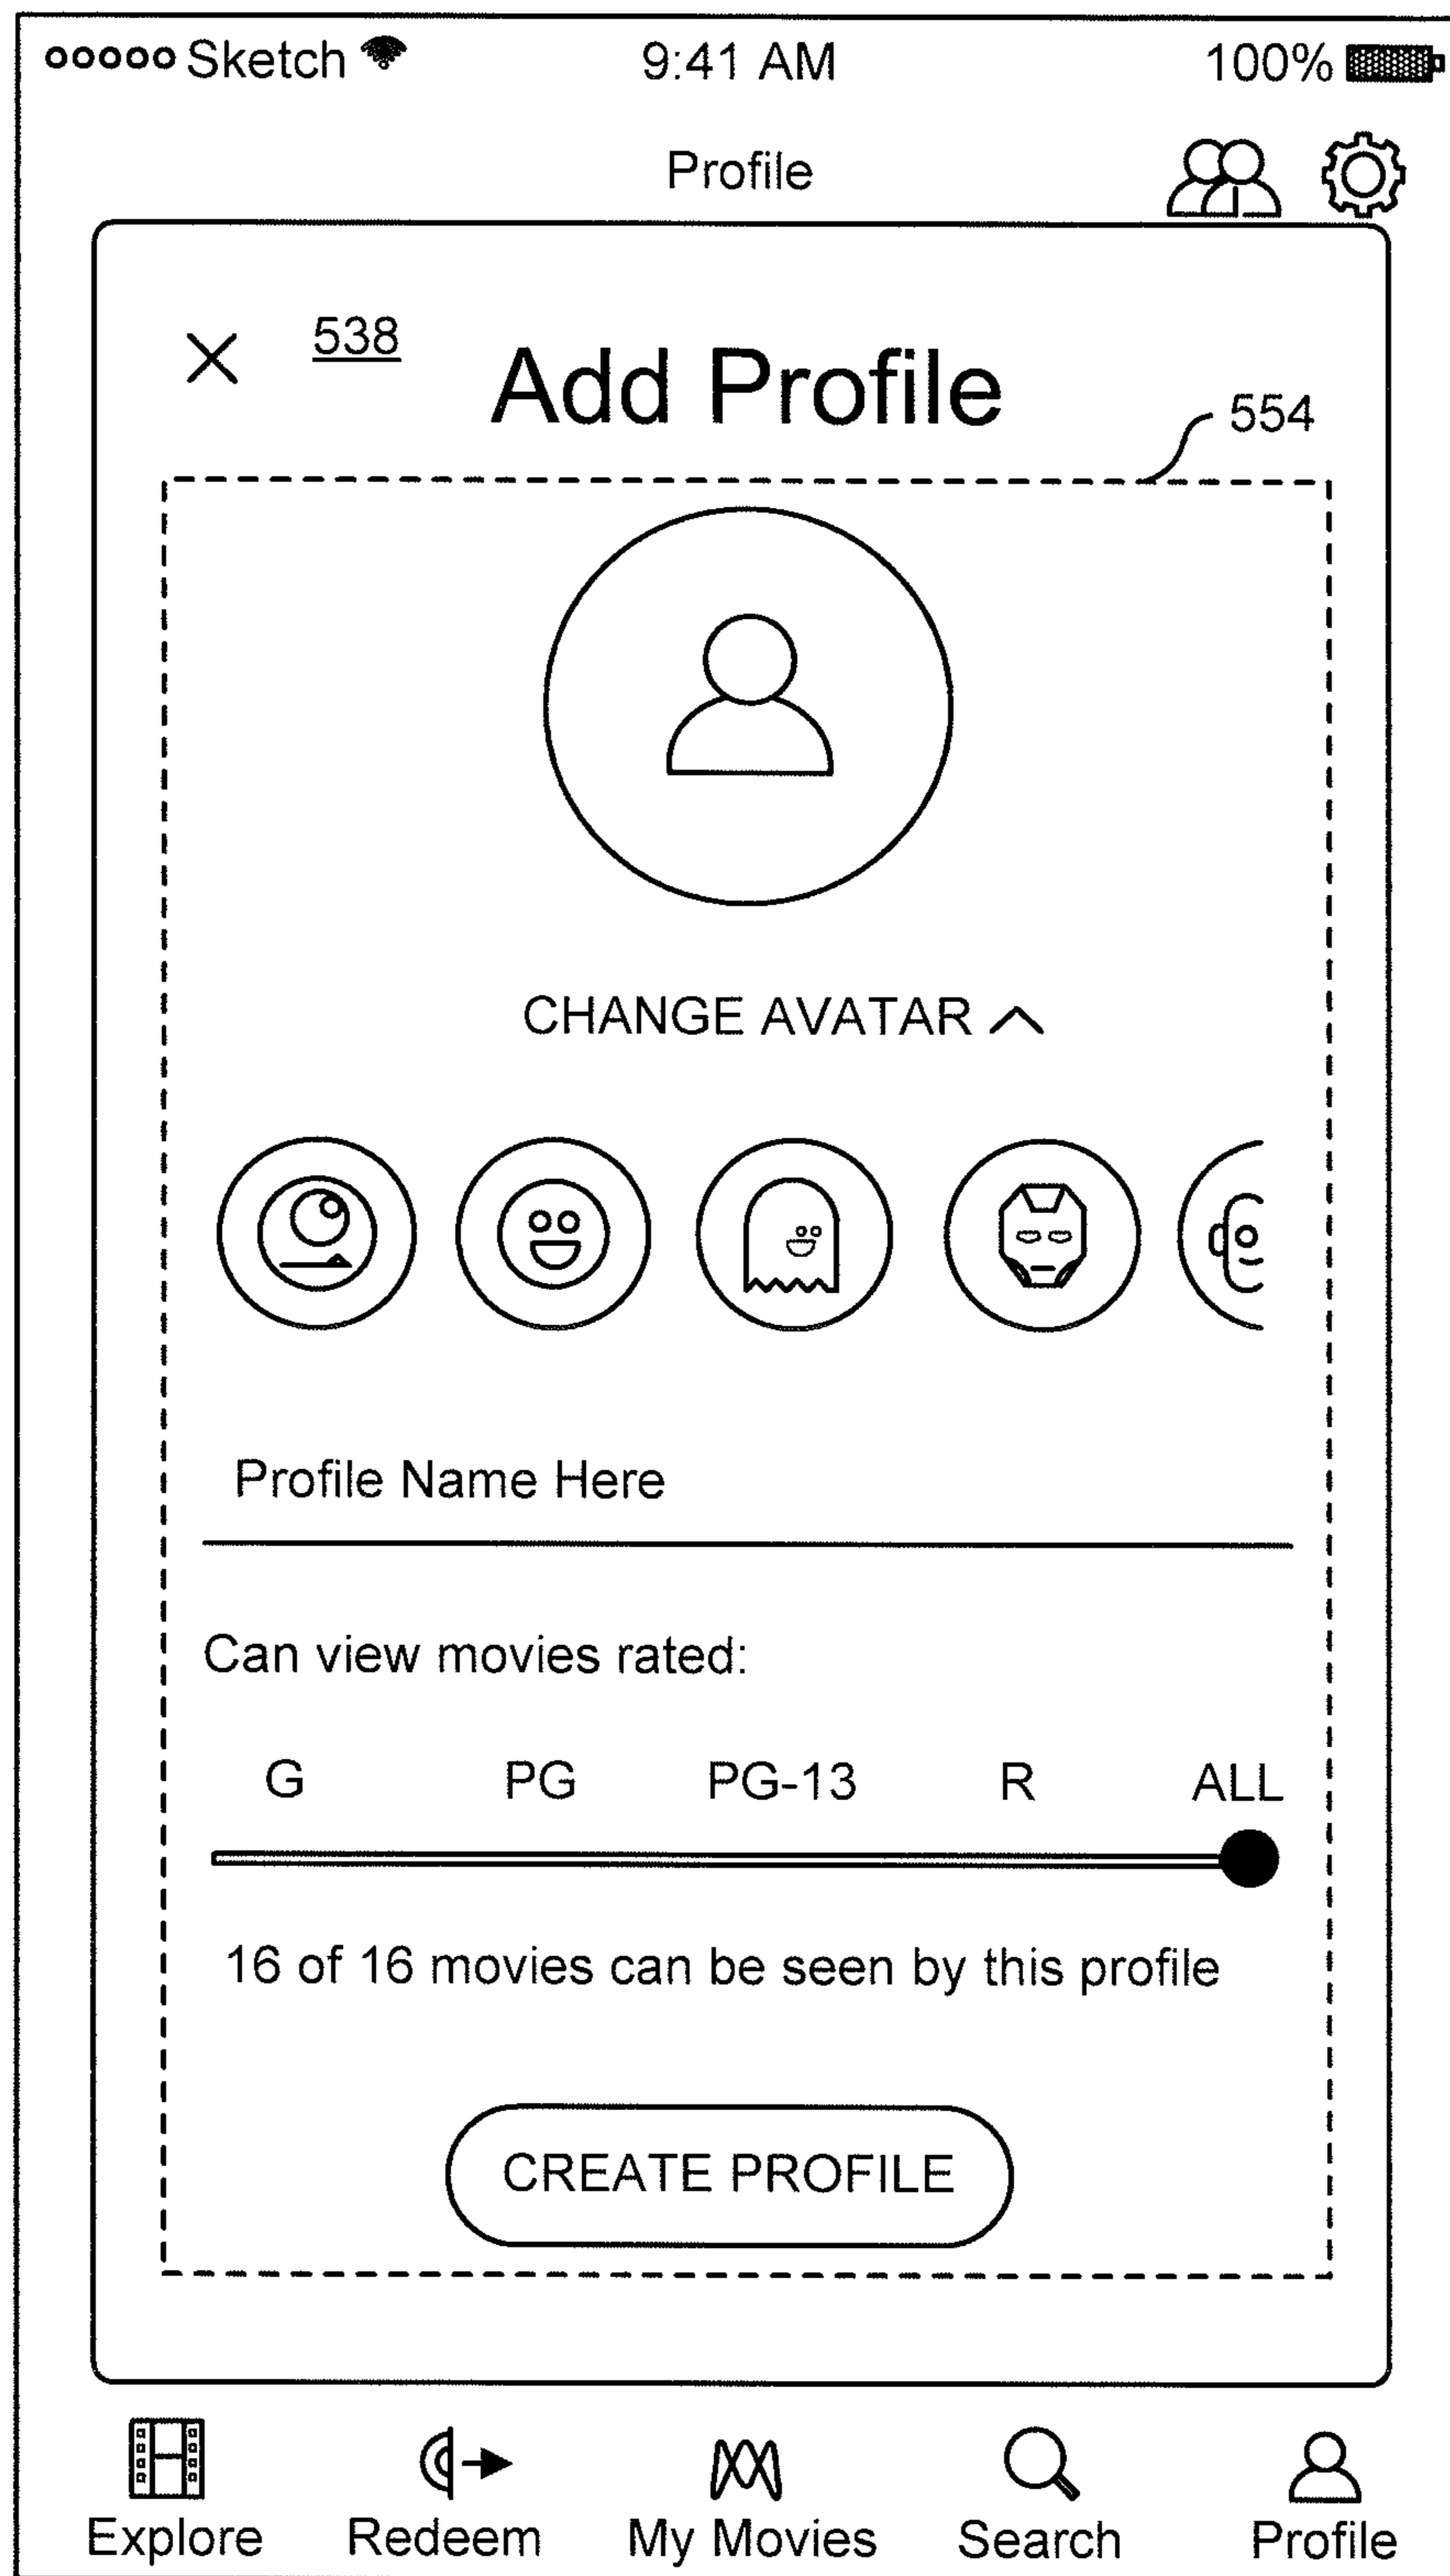 Sketch 9:41 AM 100%
Profile
538
Add Profile
554
CHANGE AVATAR
Profile Name Here
Can view movies rated:
G PG PG-13 R ALL
16 of 16 movies can be seen by this profile
CREATE PROFILE
Explore Redeem My Movies Search Profile